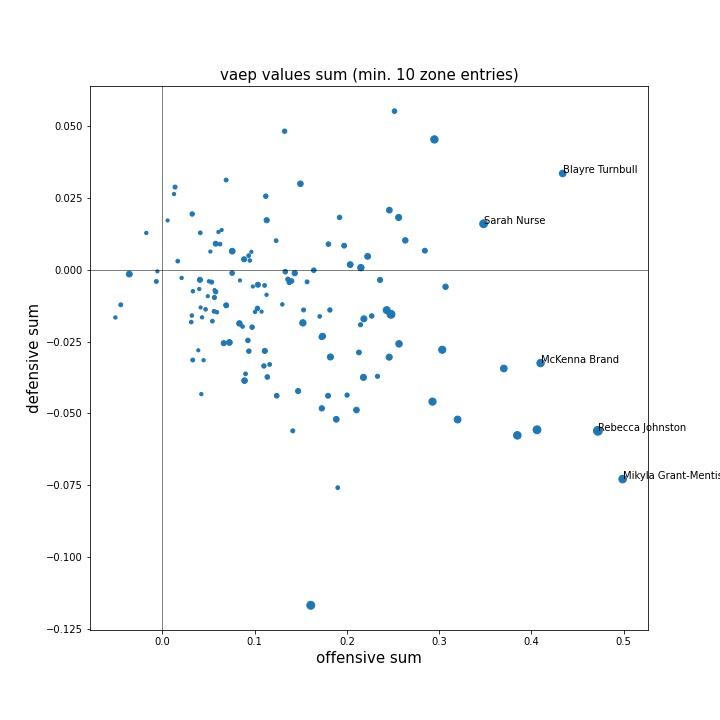 vaep values sum (min. 10 zone entries)
0.050
Blayre Turnbull
0.025
Sarah Nurse
0.000
−0.025
McKenna Brand
−0.050
Rebecca Johnston
−0.075
Mikyla Grant-Mentis
−0.100
−0.125
defensive sum
0.0 0.1 0.2 0.3 0.4 0.5
offensive sum